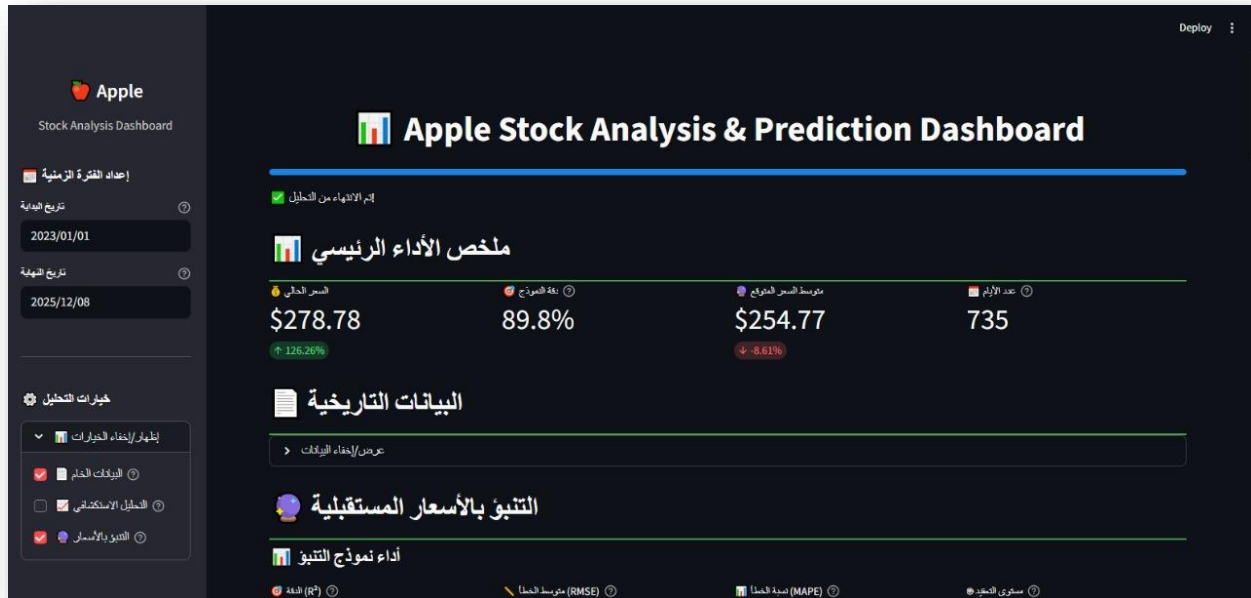 Deploy
Apple
Stock Analysis Dashboard
إعداد الفترة الزمنية
تاريخ البداية
2023/01/01
تاريخ النهاية
2025/12/08
خيارات التحليل
إظهار/إخفاء الخيارات
البيانات الخام
التحليل الاستكشافي
التنبؤ بالأسعار
Apple Stock Analysis & Prediction Dashboard
تم الانتهاء من التحليل!
ملخص الأداء الرئيسي
السعر الحالي
$278.78
↑ 126.26%
دقة النموذج
89.8%
متوسط السعر المتوقع
$254.77
↓ -8.61%
عدد الأيام
735
البيانات التاريخية
عرض/إخفاء البيانات
التنبؤ بالأسعار المستقبلية
أداء نموذج التنبؤ
الدقة (R²)
متوسط الخطأ (RMSE)
نسبة الخطأ (MAPE)
مستوى التعقيد